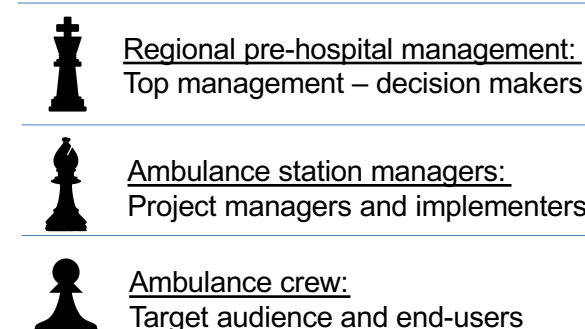 Regional pre-hospital management:
Top management – decision makers
Ambulance station managers:
Project managers and implementers
Ambulance crew:
Target audience and end-users